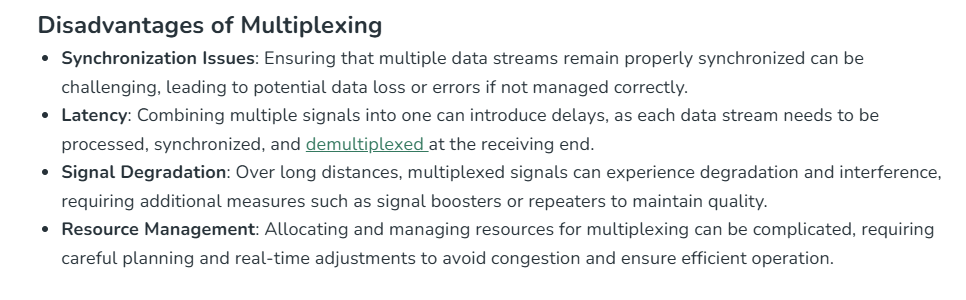 Disadvantages of Multiplexing
• Synchronization Issues: Ensuring that multiple data streams remain properly synchronized can be
challenging, leading to potential data loss or errors if not managed correctly.
• Latency: Combining multiple signals into one can introduce delays, as each data stream needs to be
processed, synchronized, and demultiplexed at the receiving end.
• Signal Degradation: Over long distances, multiplexed signals can experience degradation and interference,
requiring additional measures such as signal boosters or repeaters to maintain quality.
• Resource Management: Allocating and managing resources for multiplexing can be complicated, requiring
careful planning and real-time adjustments to avoid congestion and ensure efficient operation.